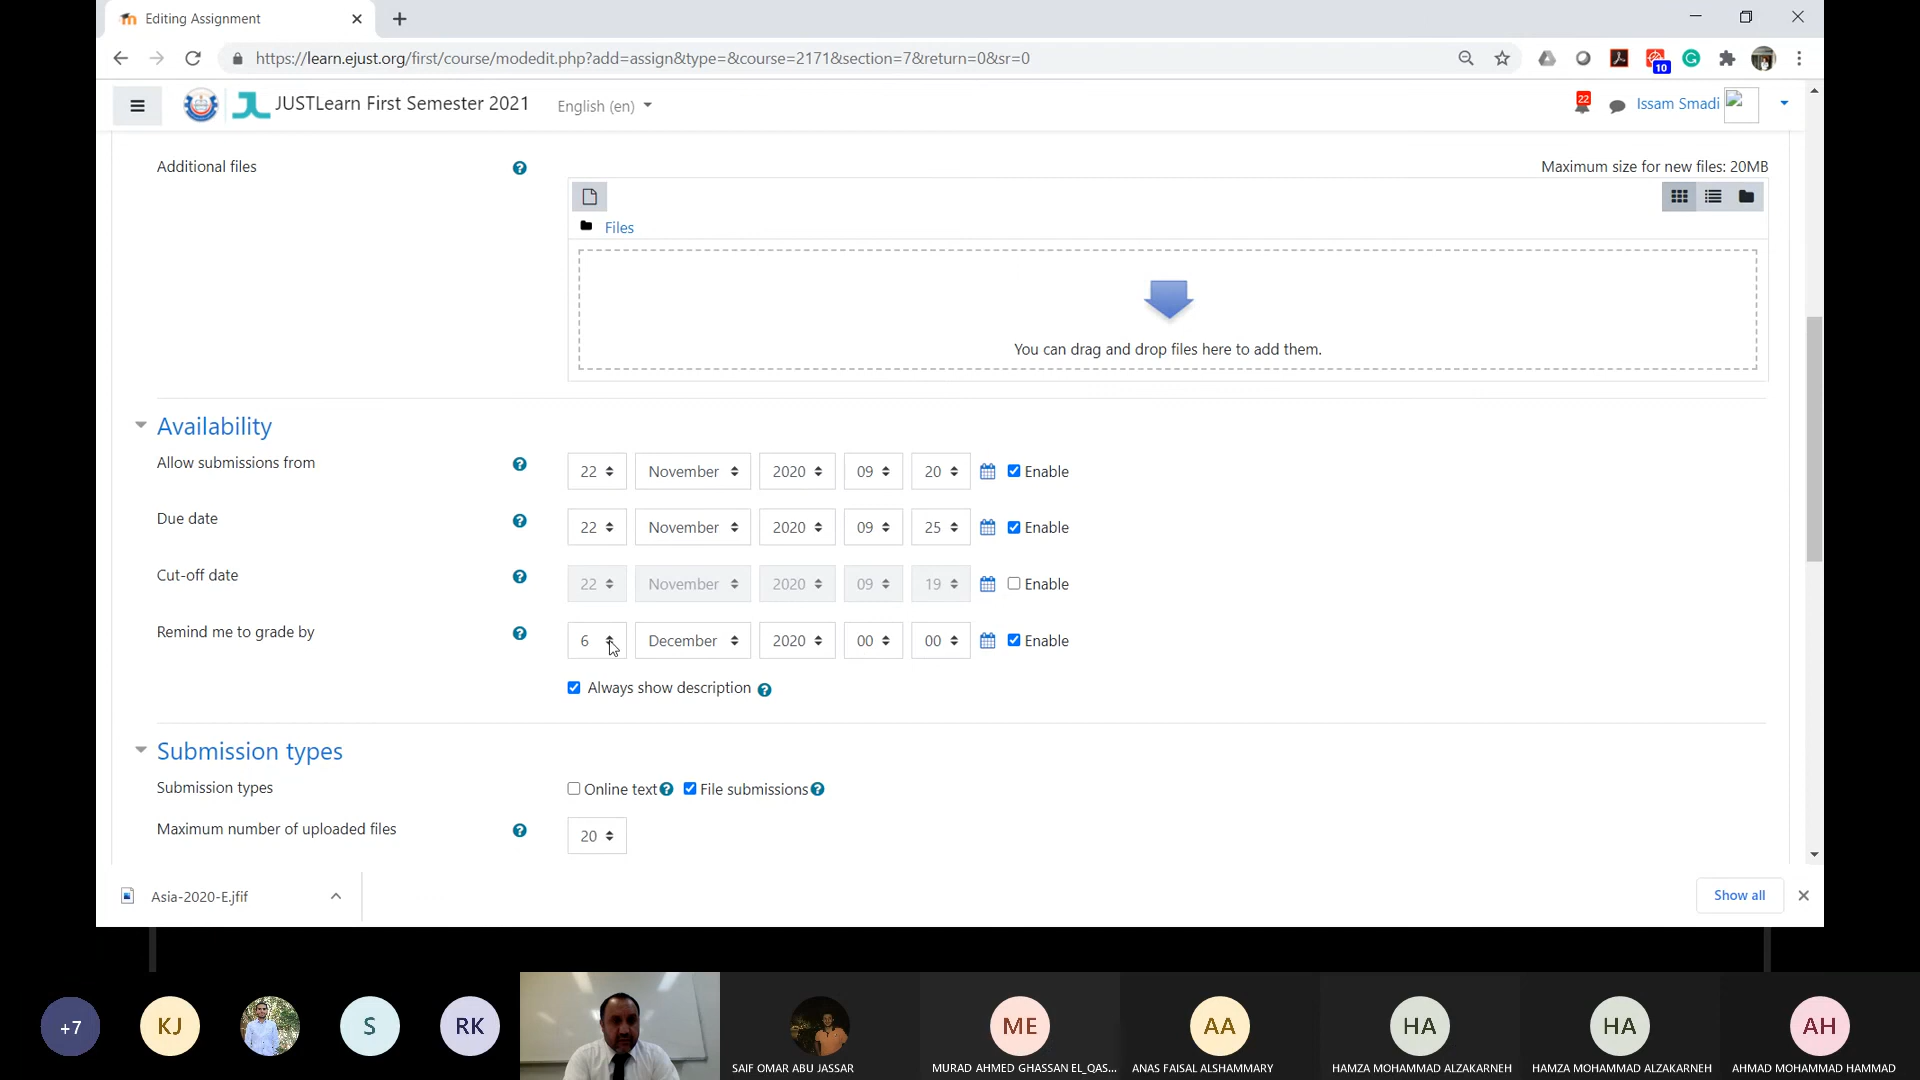 Editing Assignment
https://learn.ejust.org/first/course/modedit.php?add=assign&type=&course=2171&section=7&return=0&sr=0
10
JUSTLearn First Semester 2021
English (en)
22
Issam Smadi
Additional files
Maximum size for new files: 20MB
Files
You can drag and drop files here to add them.
Availability
Allow submissions from
22 November 2020 09 20 Enable
Due date
22 November 2020 09 25 Enable
Cut-off date
22 November 2020 09 19 Enable
Remind me to grade by
6 December 2020 00 00 Enable
Always show description
Submission types
Submission types
Online text File submissions
Maximum number of uploaded files
20
Asia-2020-E.jfif
Show all
+7
KJ
S
RK
ME
AA
HA
HA
AH
SAIF OMAR ABU JASSAR
MURAD AHMED GHASSAN EL_QAS...
ANAS FAISAL ALSHAMMARY
HAMZA MOHAMMAD ALZAKARNEH
HAMZA MOHAMMAD ALZAKARNEH
AHMAD MOHAMMAD HAMMAD